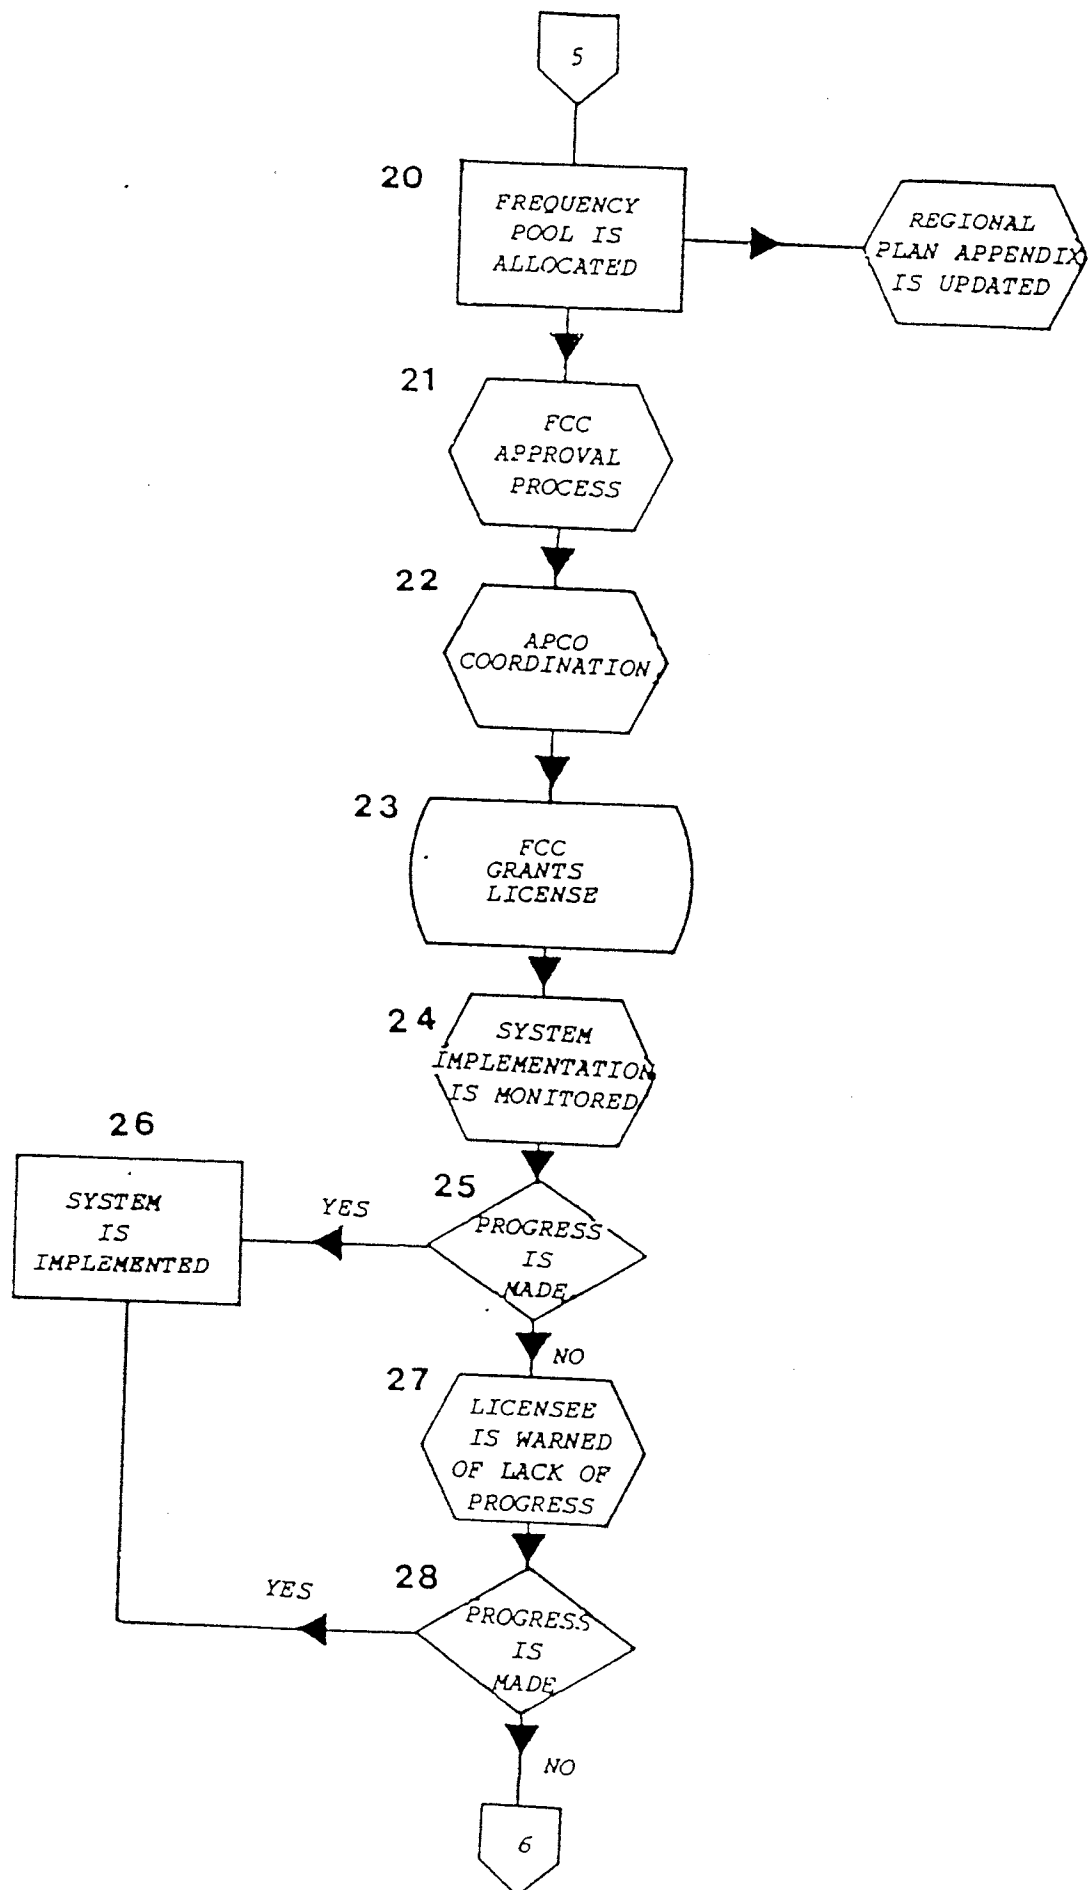 5
20
FREQUENCY
POOL IS
ALLOCATED
REGIONAL
PLAN APPENDIX
IS UPDATED
21
FCC
APPROVAL
PROCESS
22
APCO
COORDINATION
23
FCC
GRANTS
LICENSE
24
SYSTEM
IMPLEMENTATION
IS MONITORED
25
PROGRESS
IS
MADE
YES
26
SYSTEM
IS
IMPLEMENTED
NO
27
LICENSEE
IS WARNED
OF LACK OF
PROGRESS
28
PROGRESS
IS
MADE
YES
NO
6